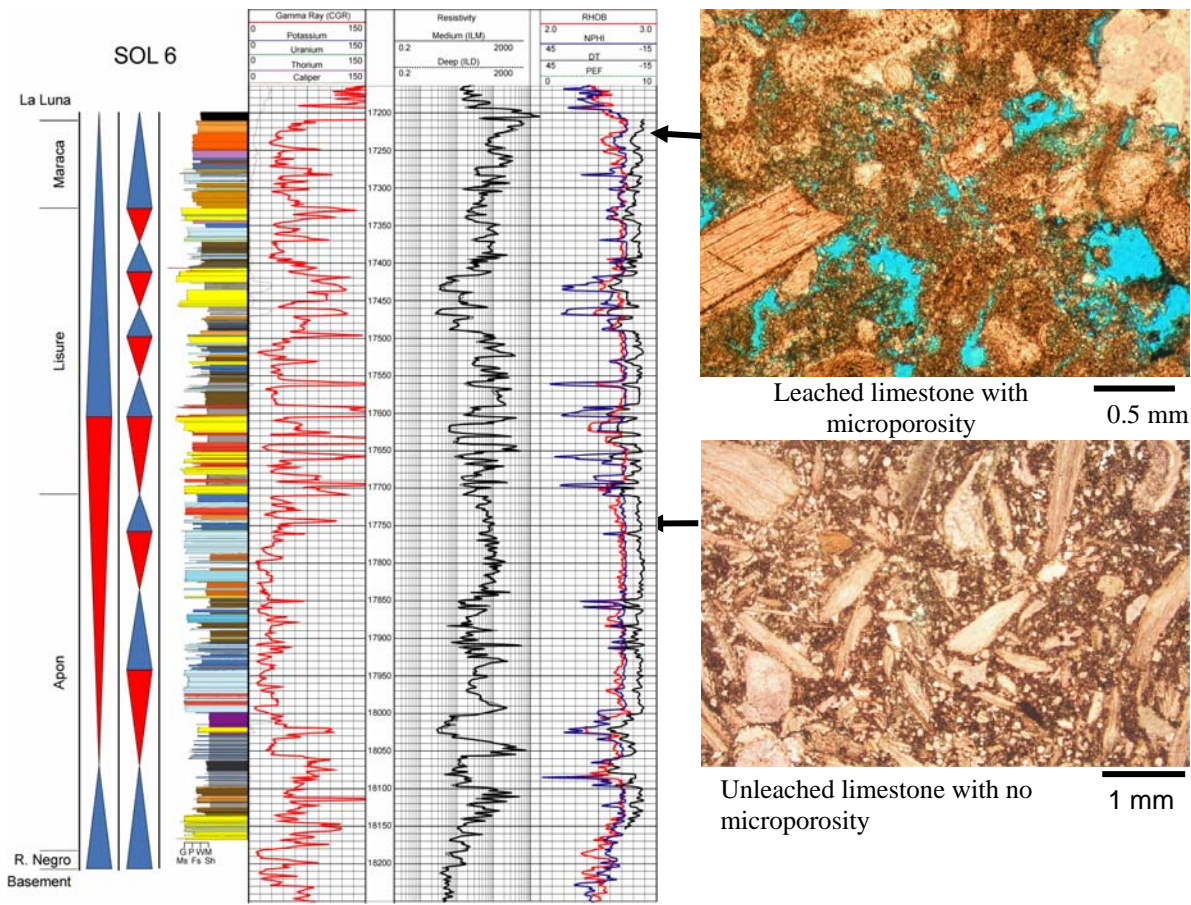 SOL 6
Gamma Ray (CGR)
0 150
Potassium
0 150
Uranium
0 150
Thorium
0 150
Caliper
Resistivity
Medium (ILM)
0.2 2000
Deep (ILD)
0.2 2000
RHOB
2.0 3.0
NPHI
45 -15
DT
45 -15
PEF
0 10
La Luna
Maraca
Lisure
Apon
R. Negro
Basement
G P WM
Ms Fs Sh
17200
17250
17300
17350
17400
17450
17500
17550
17600
17650
17700
17750
17800
17850
17900
17950
18000
18050
18100
18150
18200
Leached limestone with
microporosity
0.5 mm
Unleached limestone with no
microporosity
1 mm